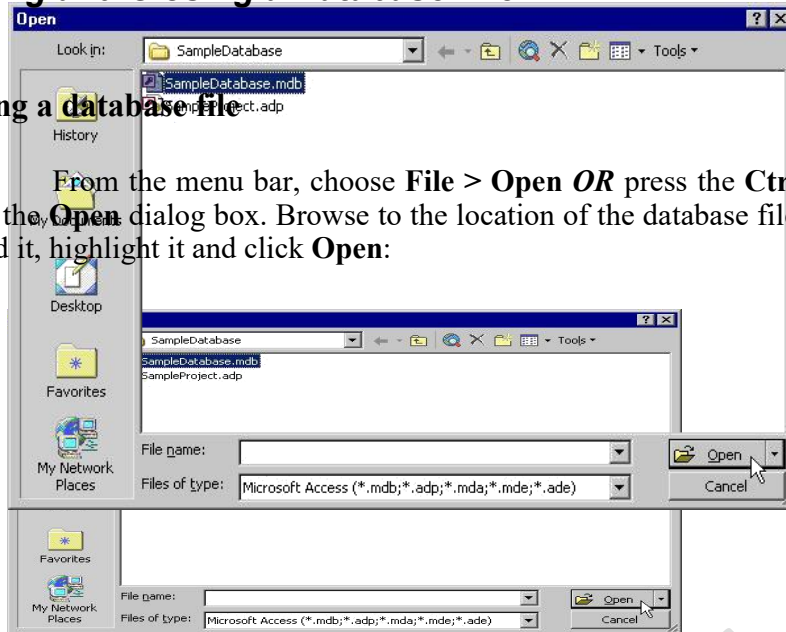 Open
Look in: SampleDatabase Tools
SampleDatabase.mdb
SampleProject.adp
History
a database file
From the menu bar, choose File > Open OR press the
the Open dialog box. Browse to the location of the database
it, highlight it and click Open:
My Documents
Desktop
SampleDatabase Tools
SampleDatabase.mdb
SampleProject.adp
Favorites
File name: Open
My Network
Places
Files of type: Microsoft Access (*.mdb;*.adp;*.mda;*.mde;*.ade) Cancel
Favorites
File name: Open
My Network
Places
Files of type: Microsoft Access (*.mdb;*.adp;*.mda;*.mde;*.ade) Cancel